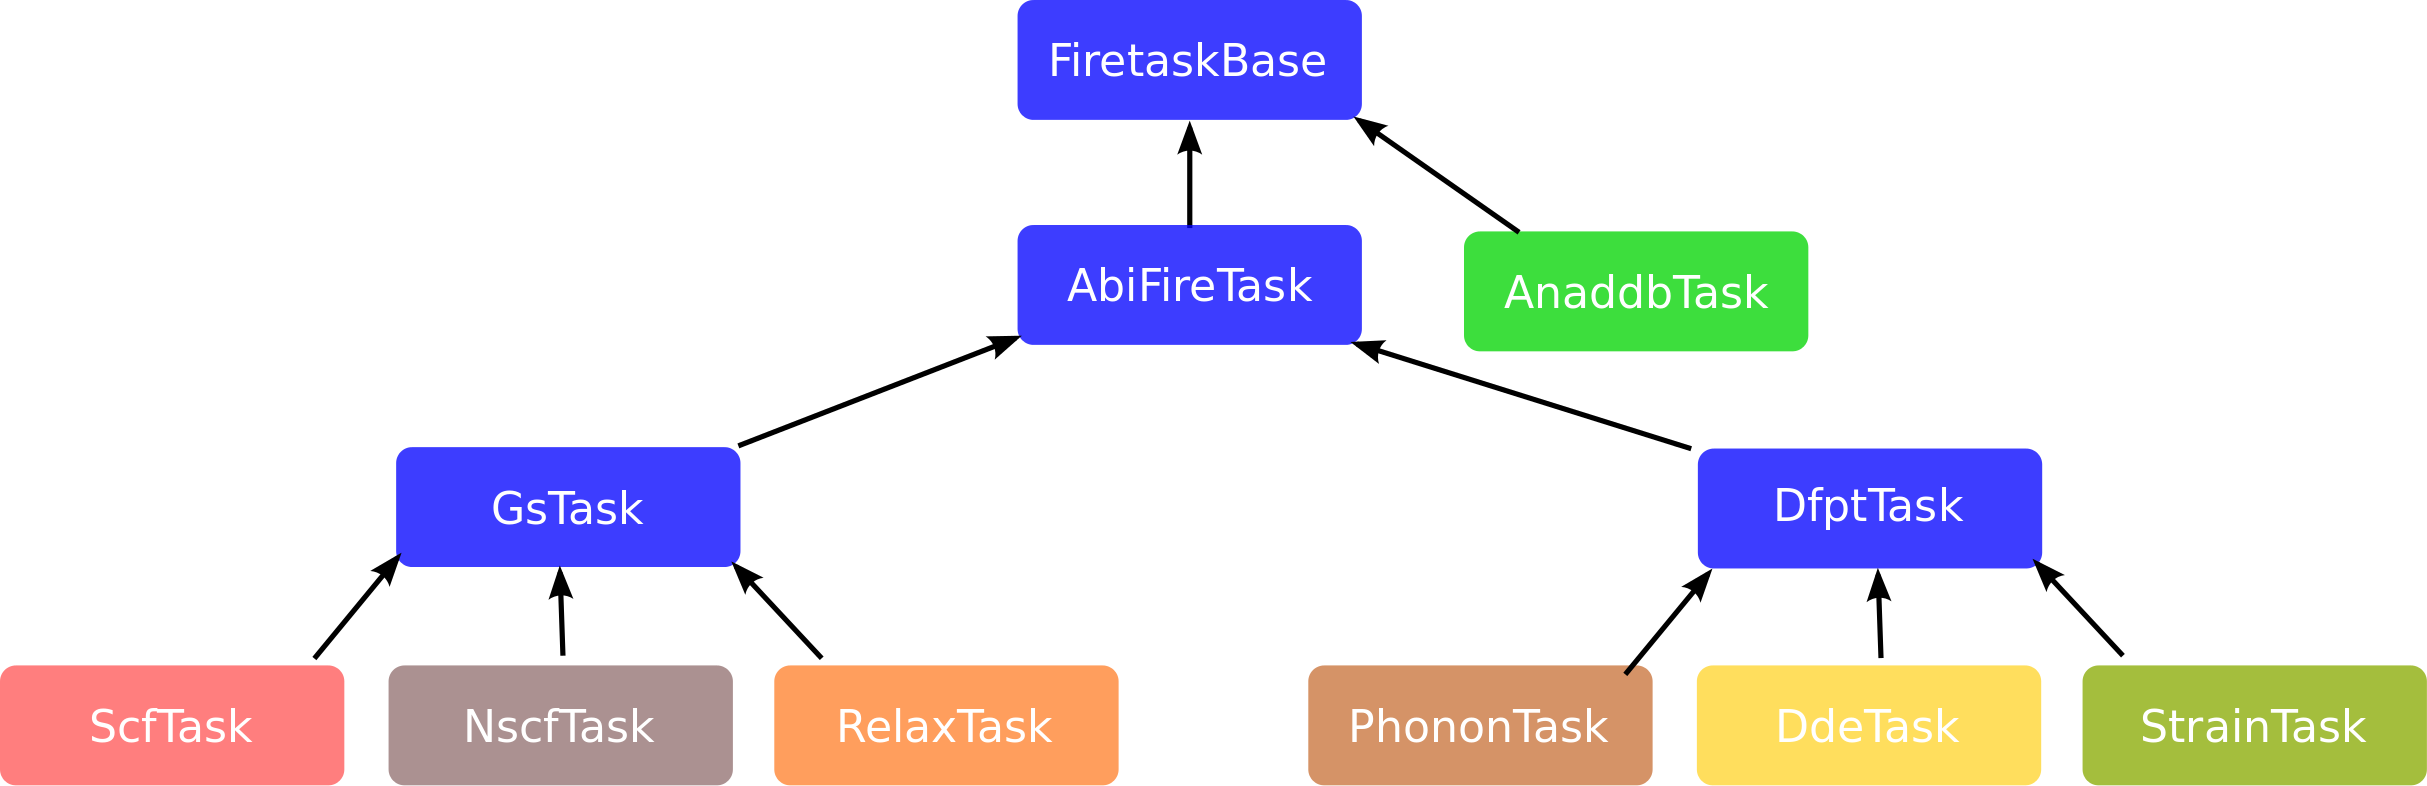 FiretaskBase
AbiFireTask
AnaddbTask
GsTask
DfptTask
ScfTask
NscfTask
RelaxTask
PhononTask
DdeTask
StrainTask